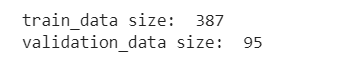 train_data size:  387
validation_data size:  95